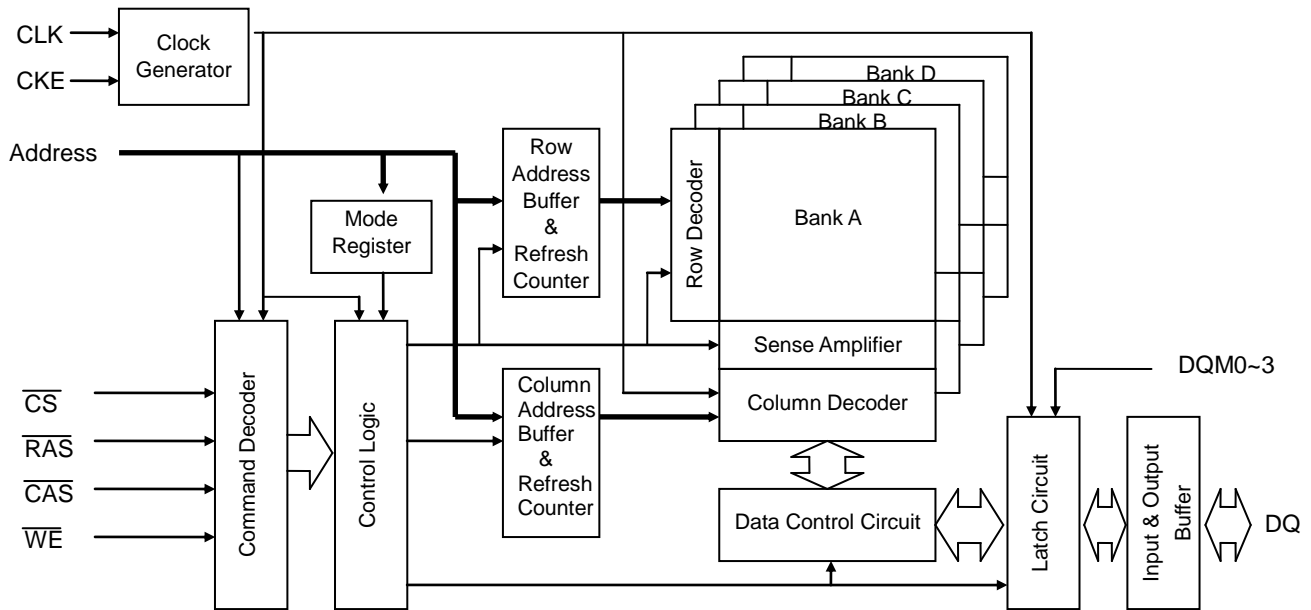 CLK
CKE
Clock
Generator
Address
Mode
Register
Row
Address
Buffer
&
Refresh
Counter
Bank D
Bank C
Bank B
Bank A
Row Decoder
Sense Amplifier
Column Decoder
Column
Address
Buffer
&
Refresh
Counter
CS
RAS
CAS
WE
Command Decoder
Control Logic
Data Control Circuit
DQM0~3
Latch Circuit
Input & Output
Buffer
DQ